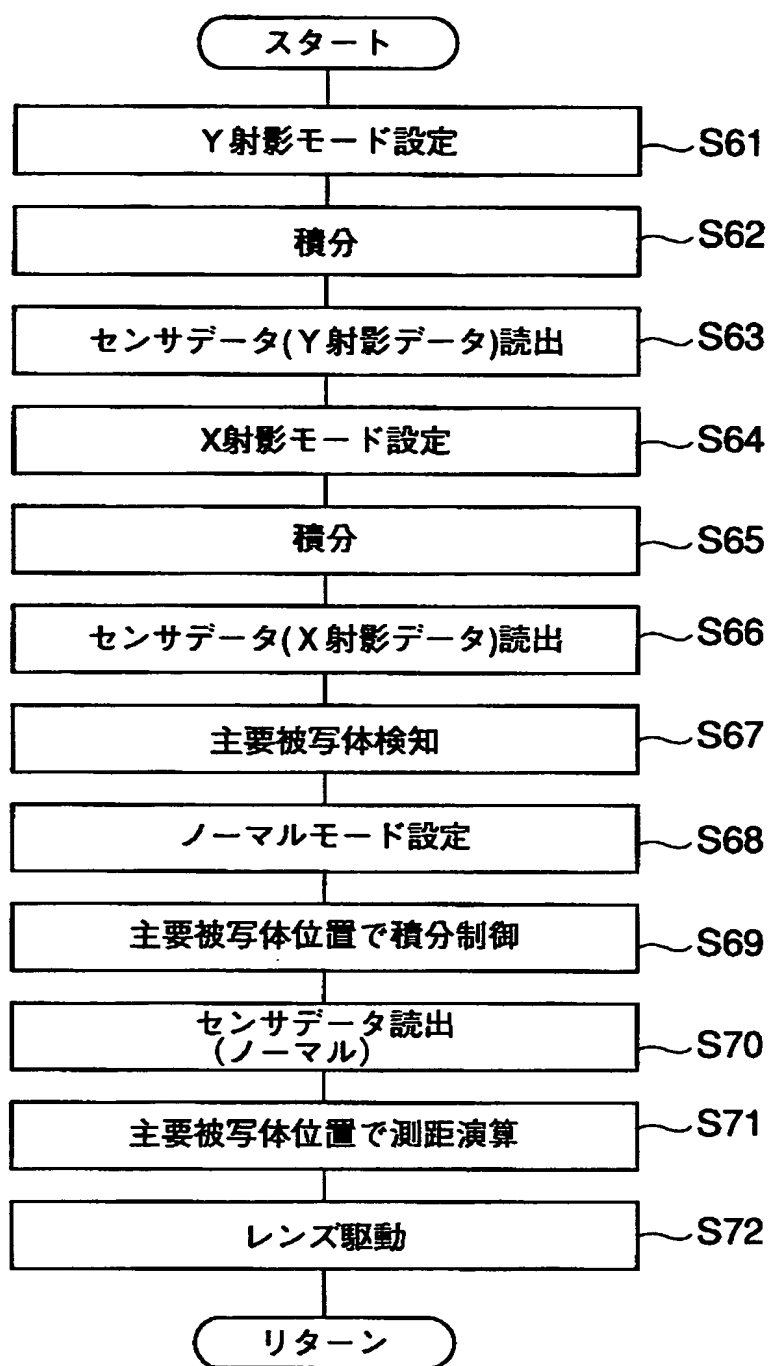 スタート
Y射影モード設定 S61
積分 S62
センサデータ(Y射影データ)読出 S63
X射影モード設定 S64
積分 S65
センサデータ(X射影データ)読出 S66
主要被写体検知 S67
ノーマルモード設定 S68
主要被写体位置で積分制御 S69
センサデータ読出
(ノーマル) S70
主要被写体位置で測距演算 S71
レンズ駆動 S72
リターン